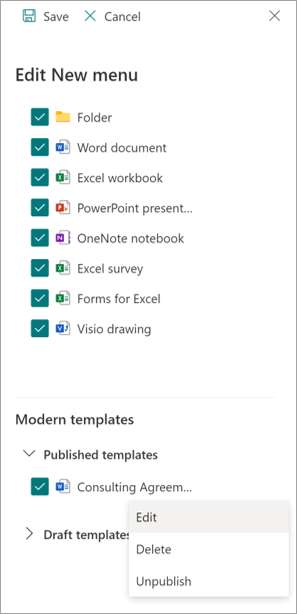 Save Cancel
Edit New menu
Folder
Word document
Excel workbook
PowerPoint present...
OneNote notebook
Excel survey
Forms for Excel
Visio drawing
Modern templates
Published templates
Consulting Agreem...
Edit
Draft templates
Delete
Unpublish